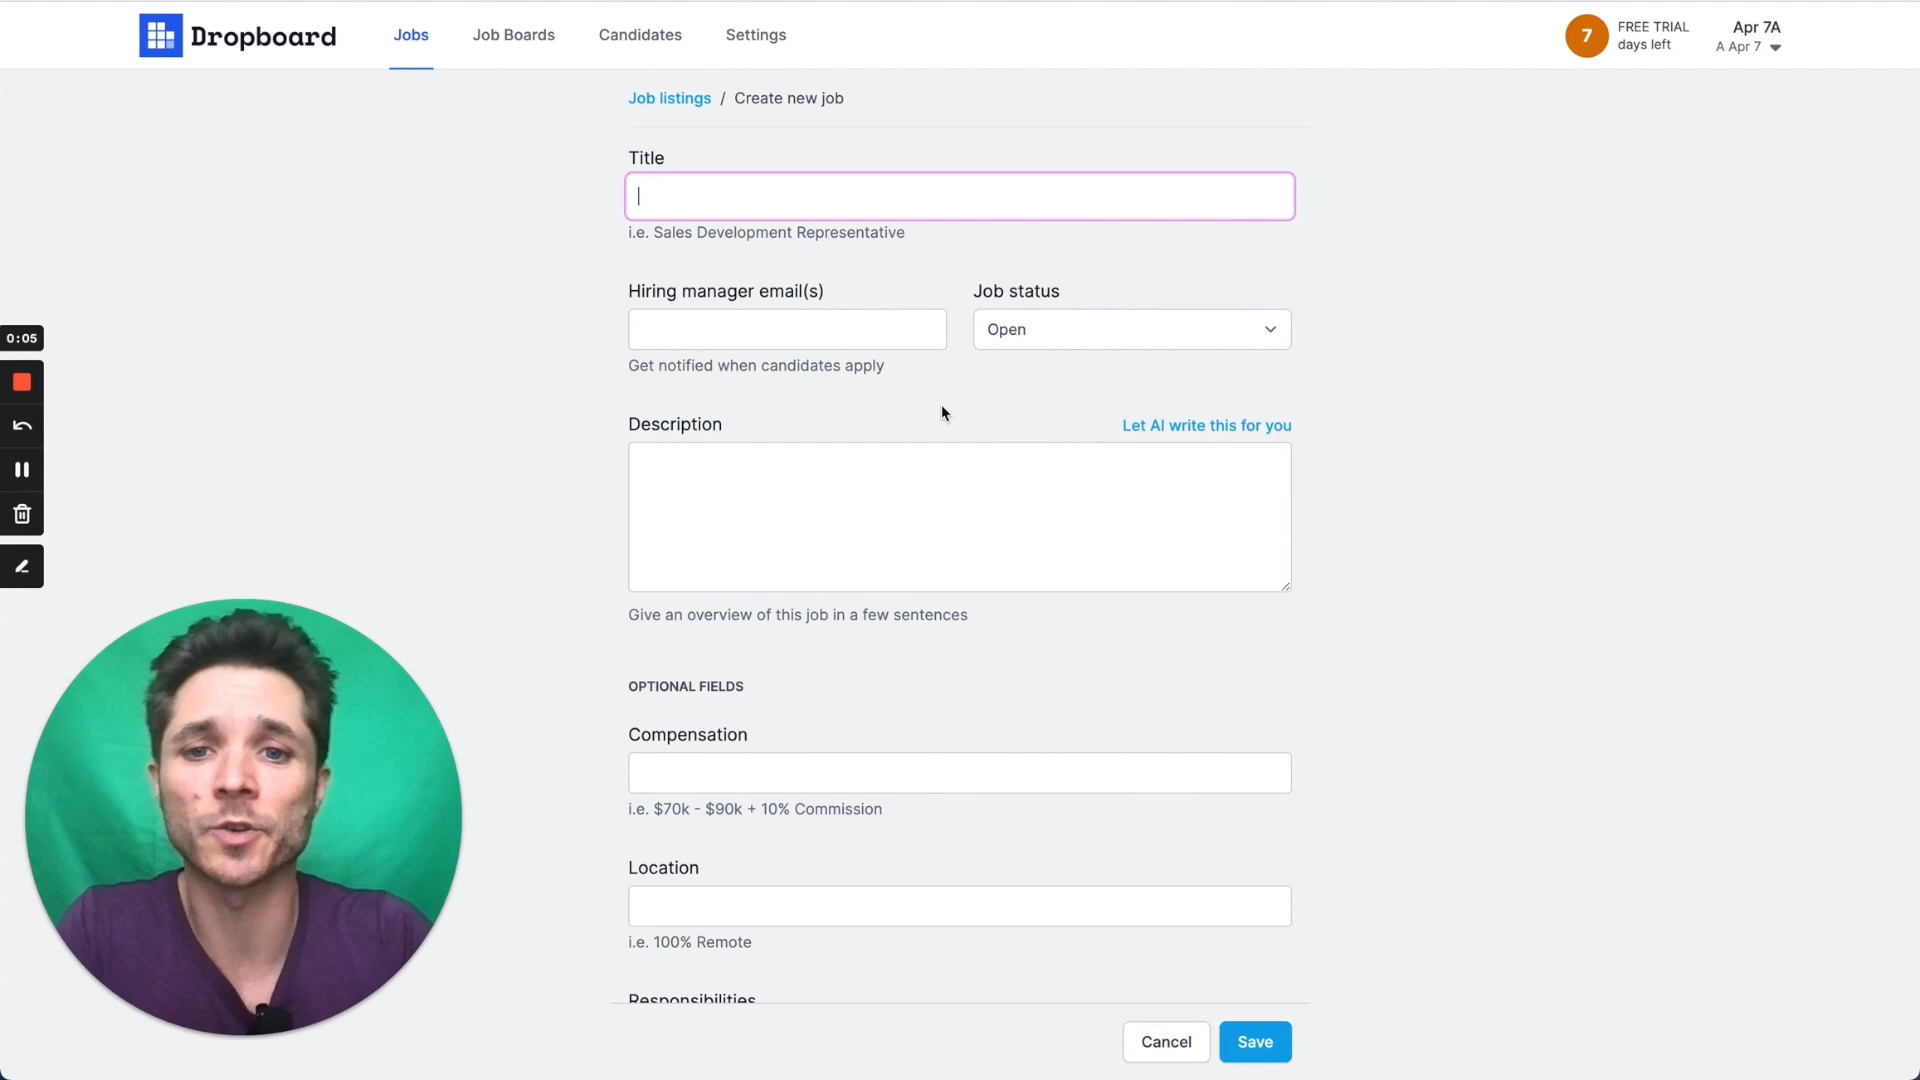 Dropboard
Jobs
Job Boards
Candidates
Settings
7
FREE TRIAL
days left
Apr 7A
A Apr 7
Job listings / Create new job
Title
i.e. Sales Development Representative
Hiring manager email(s)
Job status
Open
Get notified when candidates apply
0:05
Description
Let AI write this for you
Give an overview of this job in a few sentences
OPTIONAL FIELDS
Compensation
i.e. $70k - $90k + 10% Commission
Location
i.e. 100% Remote
Responsibilities
Cancel
Save